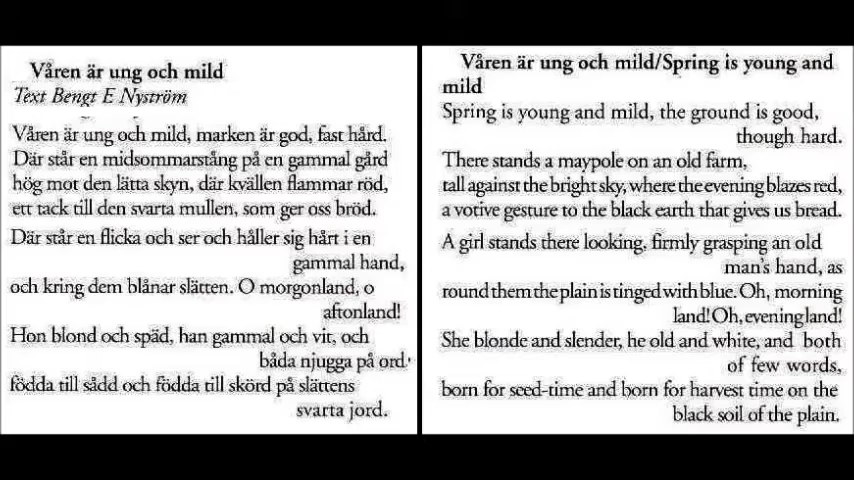 Våren är ung och mild
Text Bengt E Nyström
Våren är ung och mild, marken är god, fast hård.
Där står en midsommarstång på en gammal gård
hög mot den lätta skyn, där kvällen flammar röd,
ett tack till den svarta mullen, som ger oss bröd.
Där står en flicka och ser och håller sig hårt i en
gammal hand,
och kring dem blånar slätten. O morgonland, o
aftonland!
Hon blond och späd, han gammal och vit, och
båda njugga på ord,
födda till sådd och födda till skörd på slättens
svarta jord.
Våren är ung och mild/Spring is young and
mild
Spring is young and mild, the ground is good,
though hard.
There stands a maypole on an old farm,
tall against the bright sky, where the evening blazes red,
a votive gesture to the black earth that gives us bread.
A girl stands there looking, firmly grasping an old
man's hand, as
round them the plain is tinged with blue. Oh, morning
land! Oh, evening land!
She blonde and slender, he old and white, and both
of few words,
born for seed-time and born for harvest time on the
black soil of the plain.